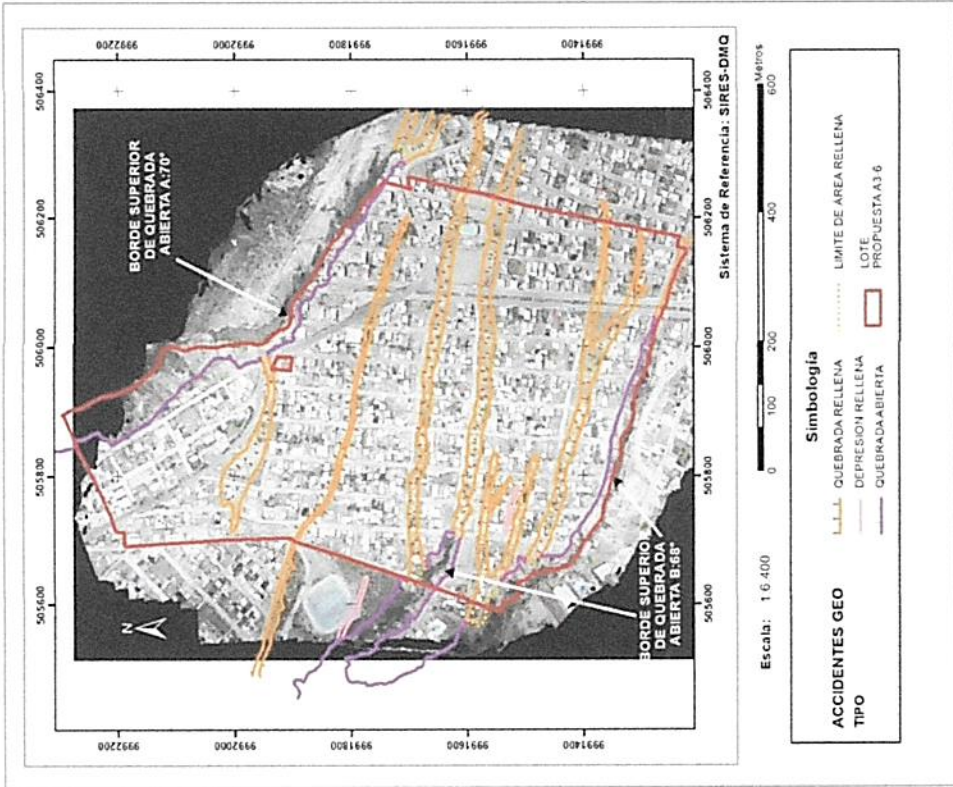 9992200
9992000
9991800
9991600
9991400
506400
506200
506000
505800
505600
506400
506200
506000
505800
505600
9992200
9992000
9991800
9991600
9991400
BORDE SUPERIOR
DE QUEBRADA
ABIERTA A:70°
BORDE SUPERIO
DE QUEBRADA
ABIERTA B:68°
N
Sistema de Referencia: SIRES-DMQ
Escala: 1:6 400
0 100 200 400 600
Metros
Simbología
ACCIDENTES GEO
TIPO
QUEBRADA RELLENA
DEPRESION RELLENA
QUEBRADA ABIERTA
LIMITE DE AREA RELLENA
LOTE
PROPUESTA A3-6